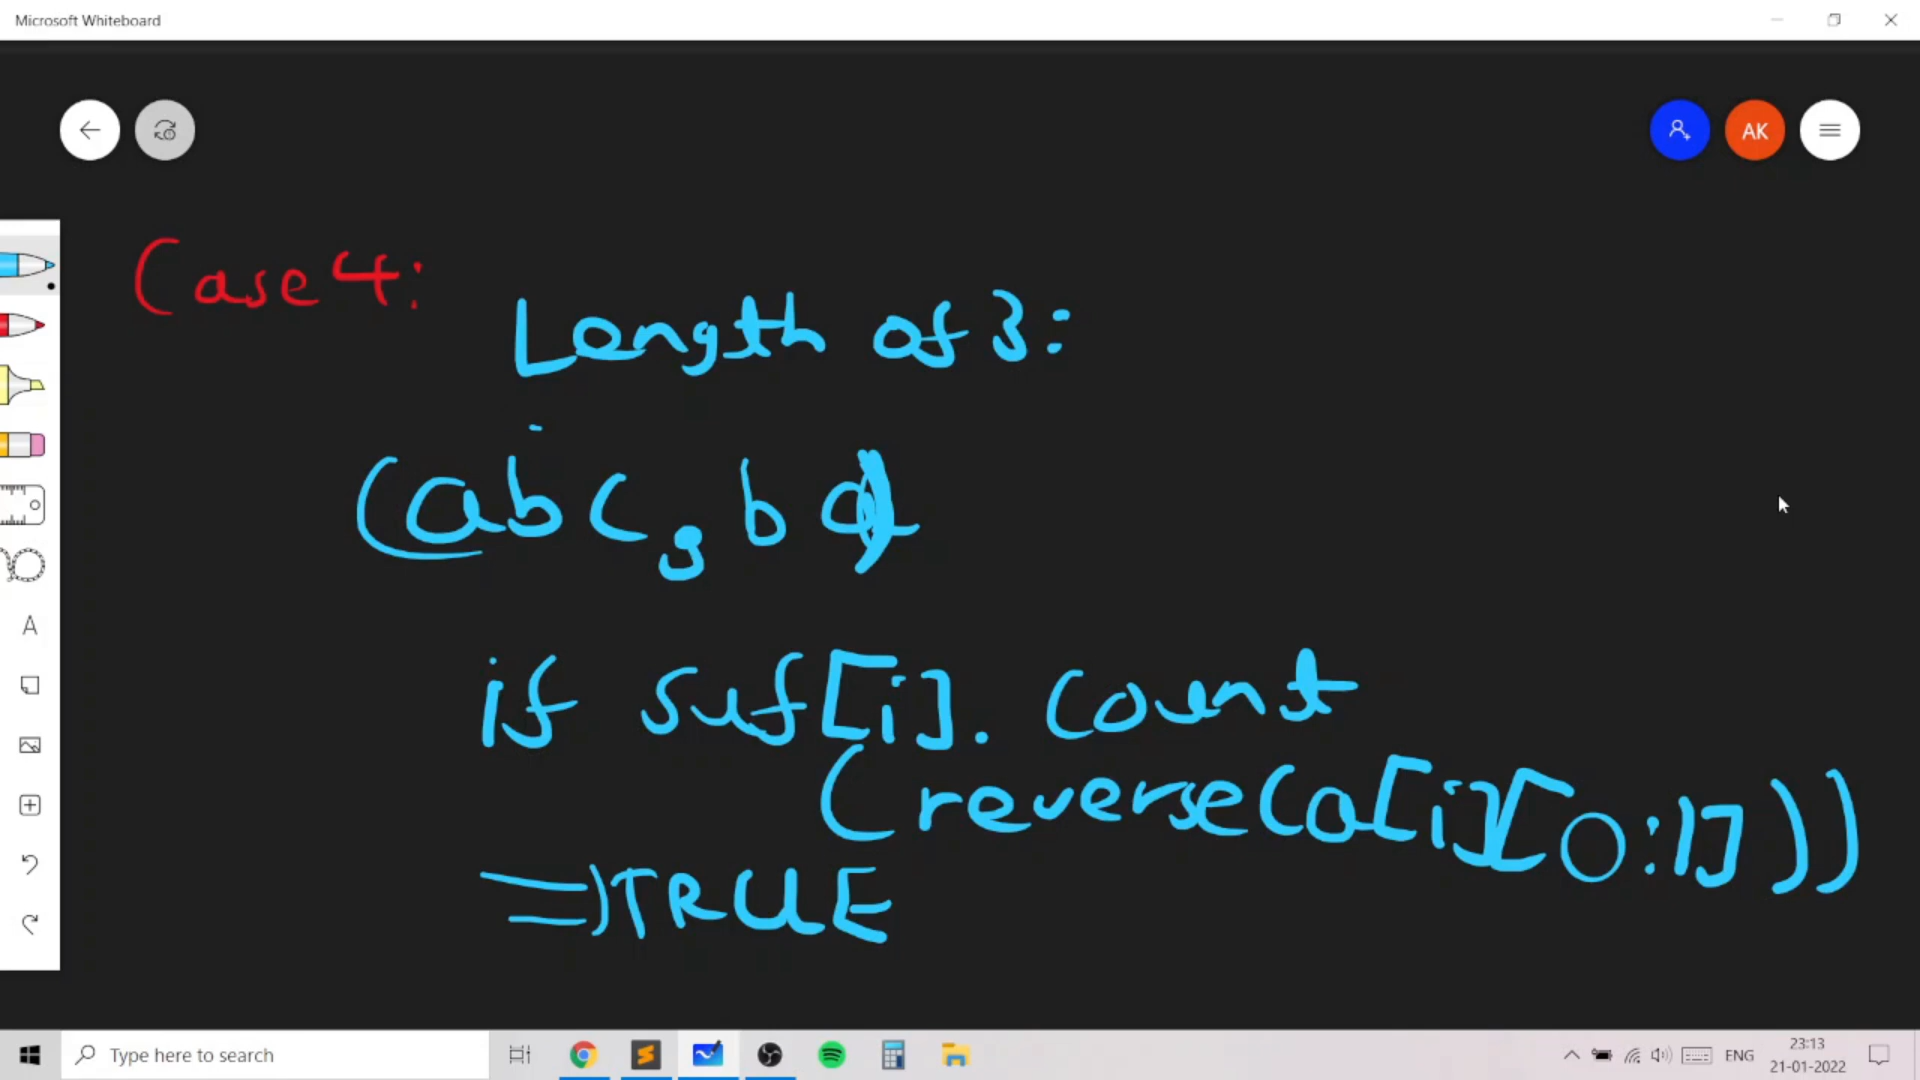 Microsoft Whiteboard
AK
Case 4:
Length of 3:
(abc, ba)
if suf[i]. count
(reverse(a[i][0:1]))
=>TRUE
A
Type here to search
ENG
23:13
21-01-2022